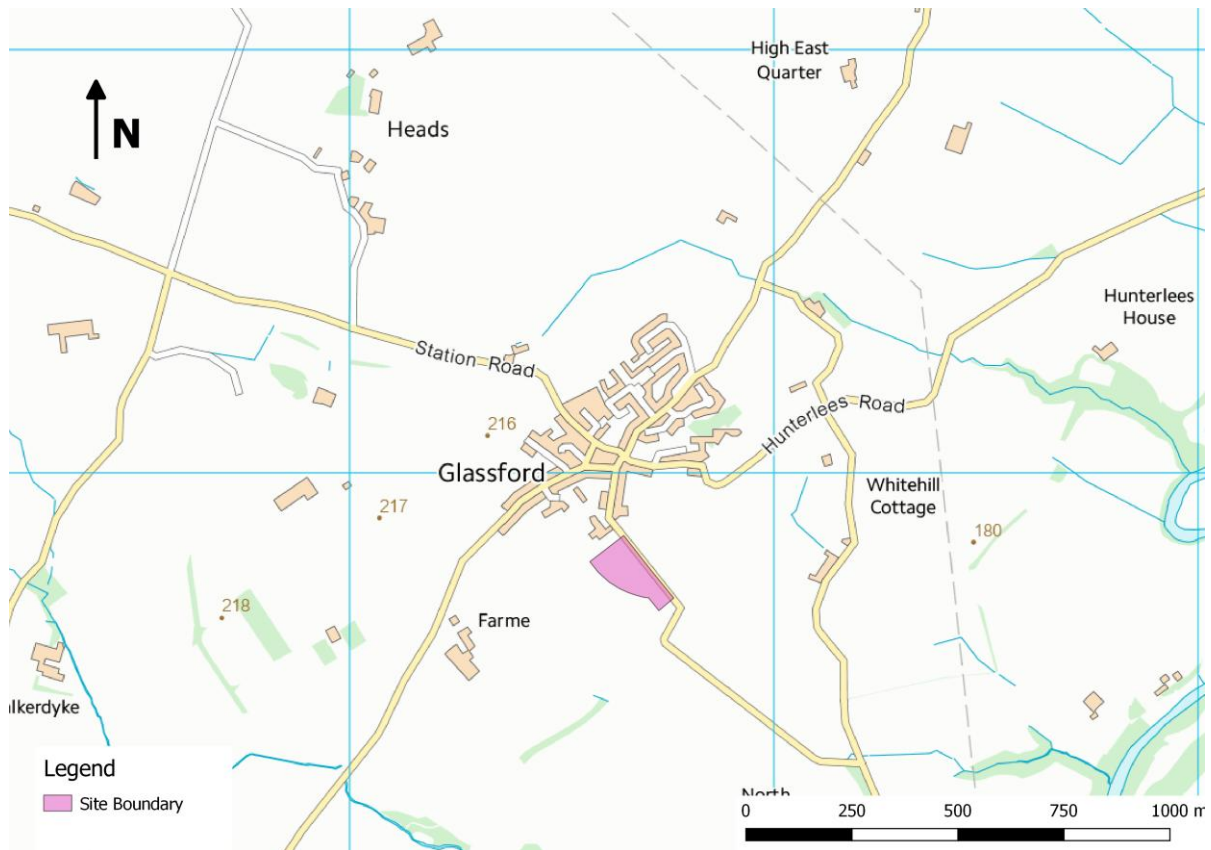 High East
Quarter
N
Heads
Hunterlees
House
Station Road
216
Hunterlees Road
Glassford
Whitehill
Cottage
217
180
218
Farme
alkerdyke
North
Legend
Site Boundary
0 250 500 750 1000 m